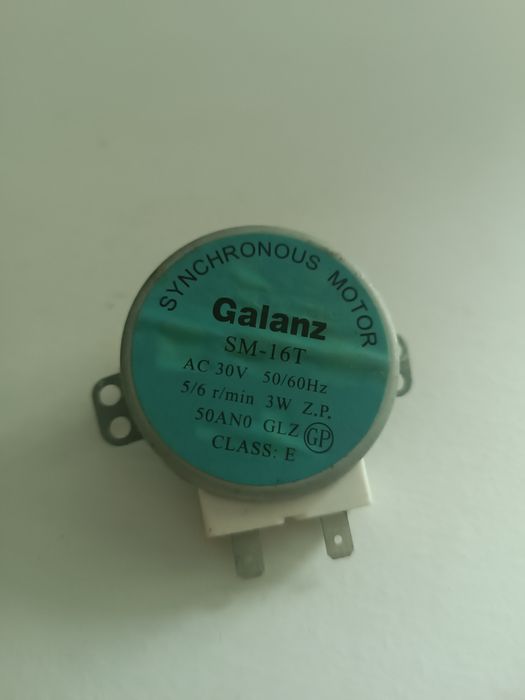 SYNCHRONOUS MOTOR
Galanz
SM-16T
AC 30V 50/60Hz
5/6 r/min 3W Z.P.
50AN0 GLZ GP
CLASS: E